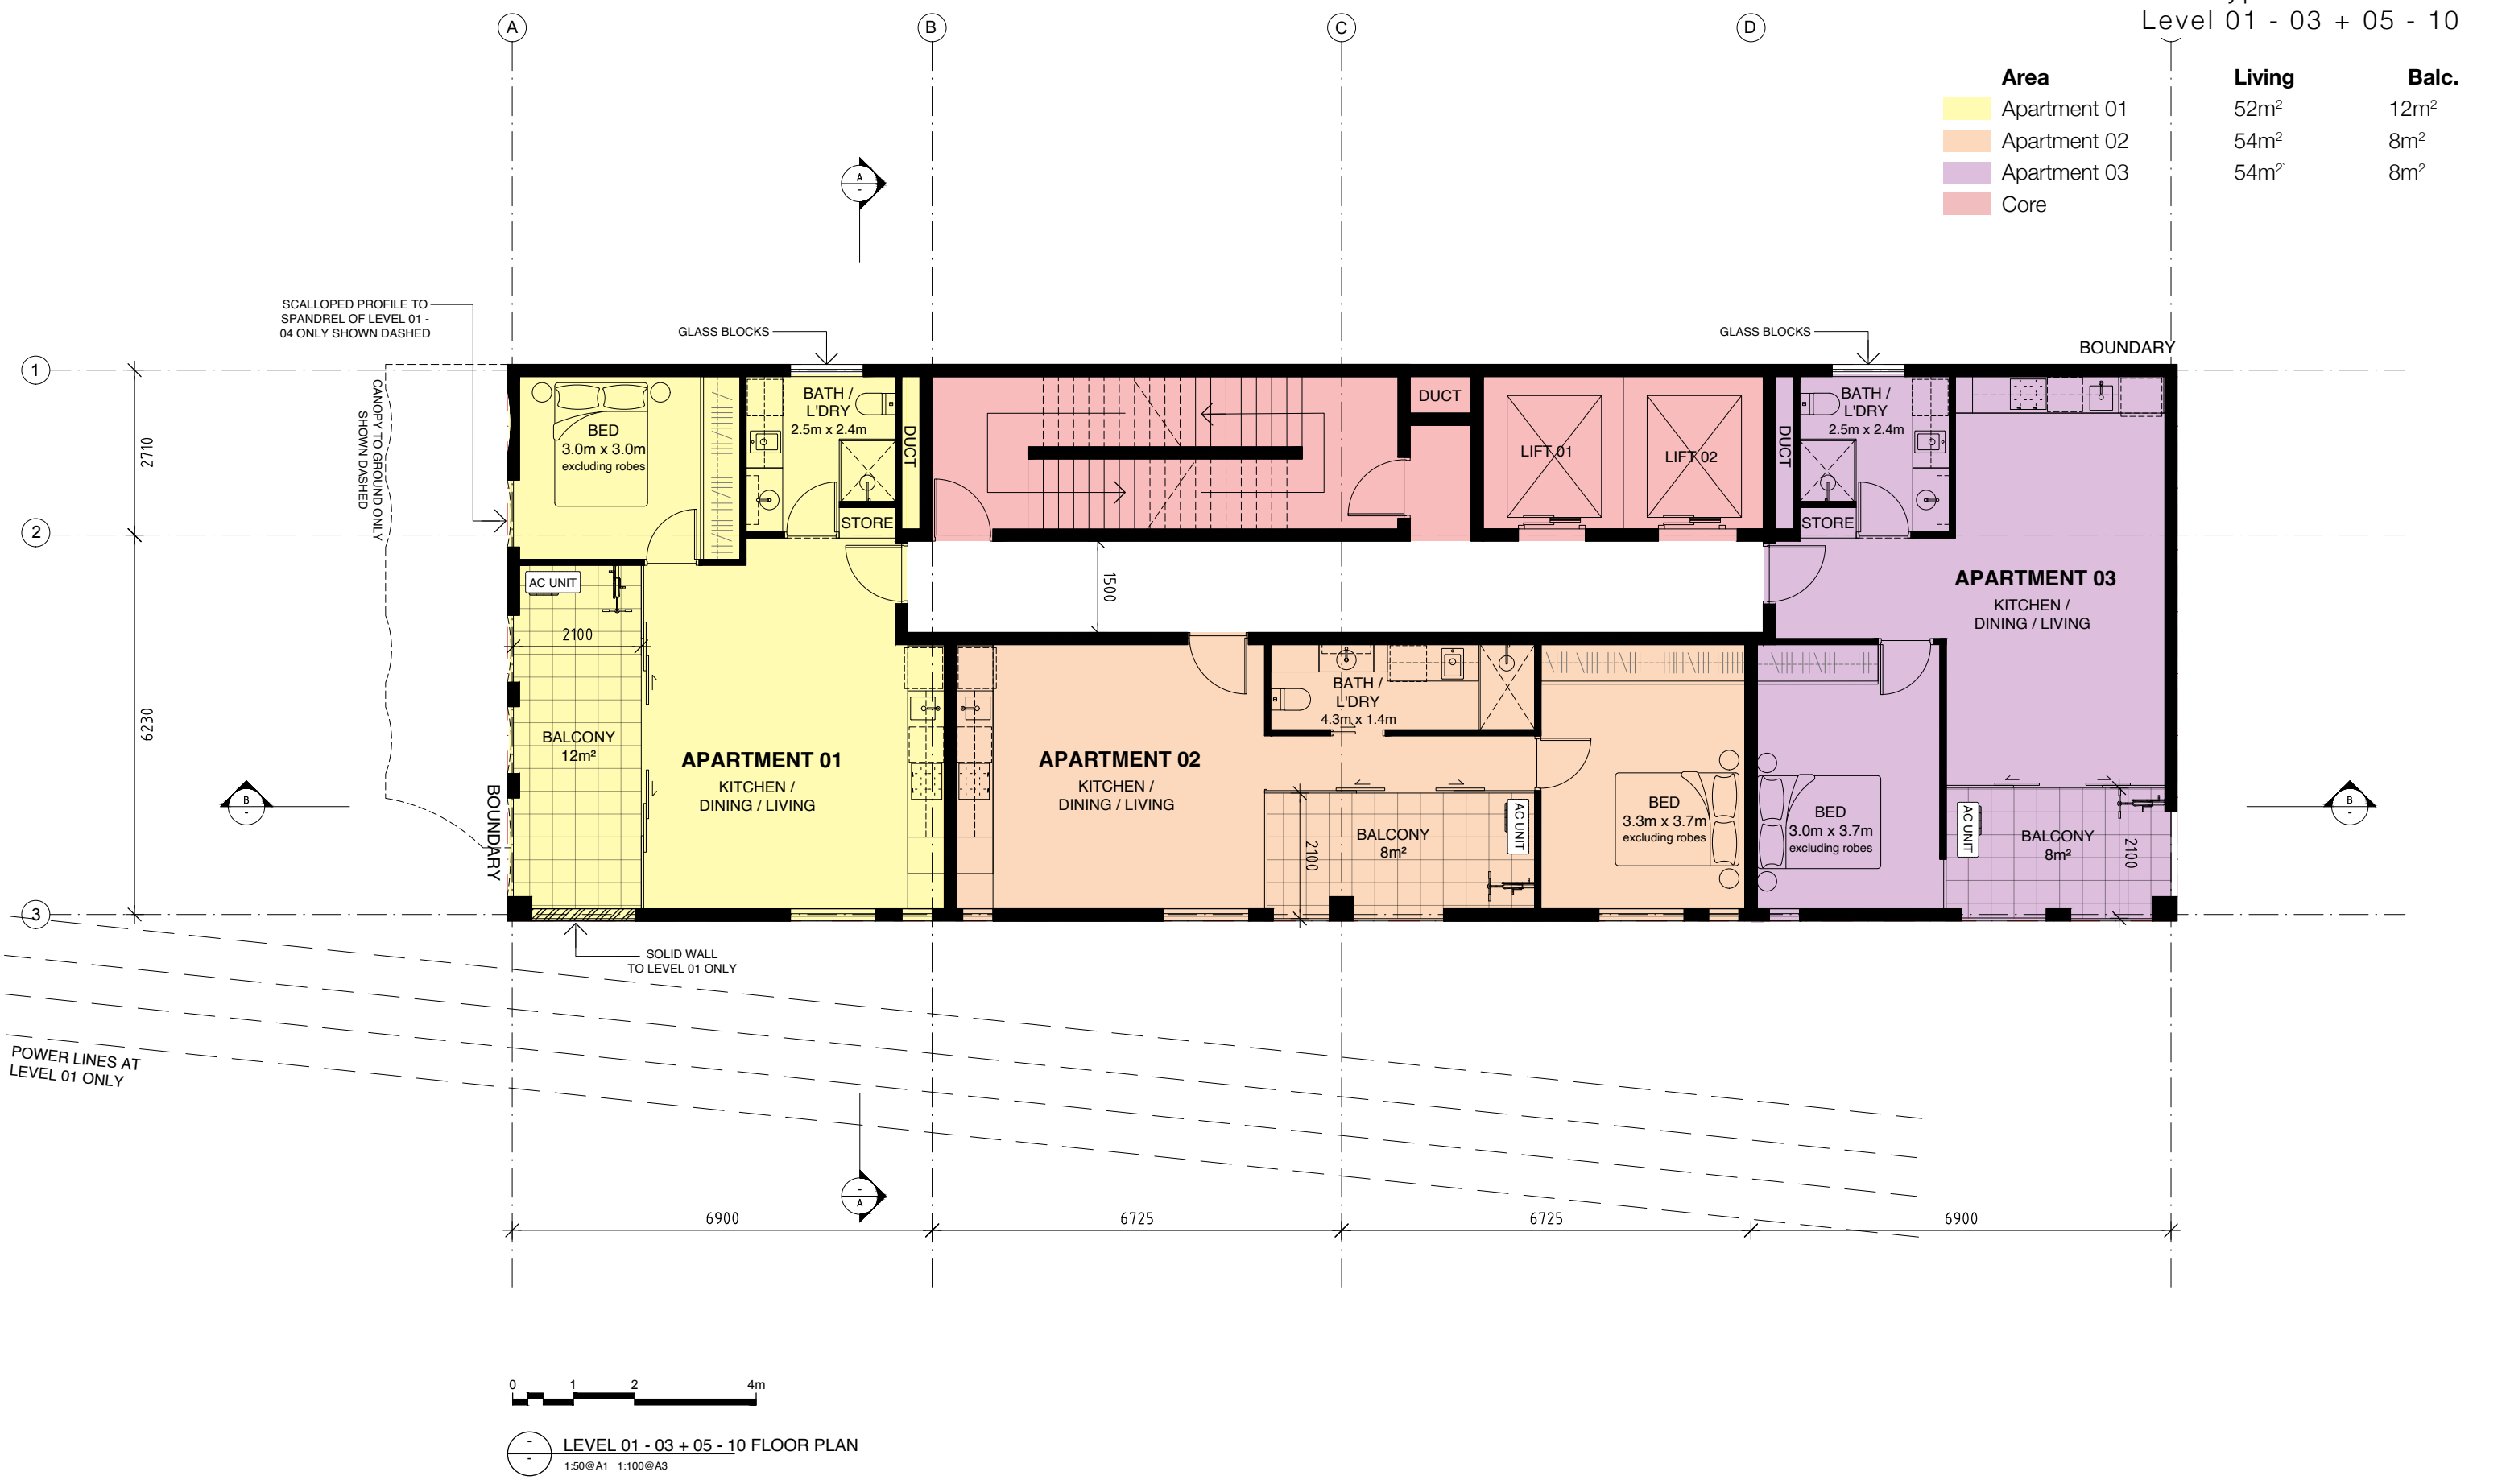 Level 01 - 03 + 05 - 10
Area Living Balc.
Apartment 01 52m² 12m²
Apartment 02 54m² 8m²
Apartment 03 54m² 8m²
Core
A
B
C
D
A
-
SCALLOPED PROFILE TO
SPANDREL OF LEVEL 01 -
04 ONLY SHOWN DASHED
GLASS BLOCKS
GLASS BLOCKS
BOUNDARY
1
2
3
2710
6230
CANOPY TO GROUND ONLY
SHOWN DASHED
BED
3.0m x 3.0m
excluding robes
BATH /
L'DRY
2.5m x 2.4m
DUCT
STORE
AC UNIT
2100
BALCONY
12m²
APARTMENT 01
KITCHEN /
DINING / LIVING
BOUNDARY
DUCT
LIFT 01
LIFT 02
1500
APARTMENT 02
KITCHEN /
DINING / LIVING
BATH /
L'DRY
4.3m x 1.4m
BALCONY
8m²
2100
AC UNIT
BED
3.3m x 3.7m
excluding robes
DUCT
BATH /
L'DRY
2.5m x 2.4m
STORE
APARTMENT 03
KITCHEN /
DINING / LIVING
BED
3.0m x 3.7m
excluding robes
AC UNIT
BALCONY
8m²
2100
B
-
B
-
SOLID WALL
TO LEVEL 01 ONLY
POWER LINES AT
LEVEL 01 ONLY
-
A
6900
6725
6725
6900
0 1 2 4m
-
-
LEVEL 01 - 03 + 05 - 10 FLOOR PLAN
1:50@A1 1:100@A3